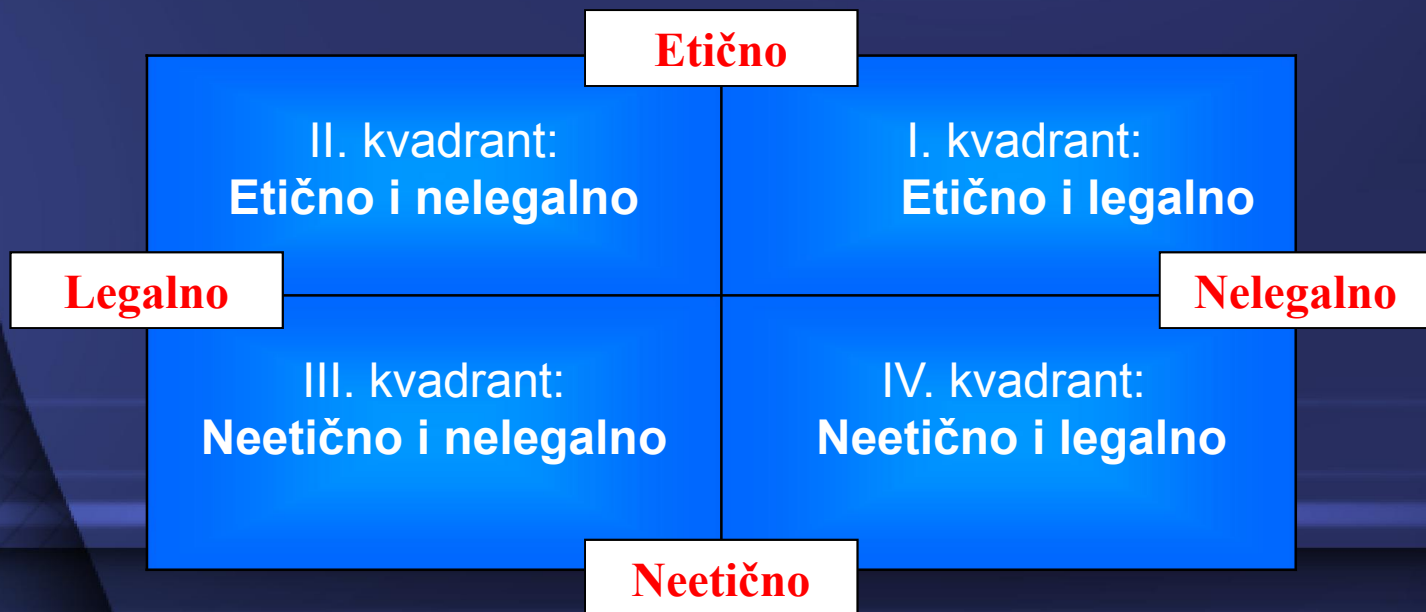 Etično
II. kvadrant:
Etično i nelegalno
I. kvadrant:
Etično i legalno
Legalno
Nelegalno
III. kvadrant:
Neetično i nelegalno
IV. kvadrant:
Neetično i legalno
Neetično